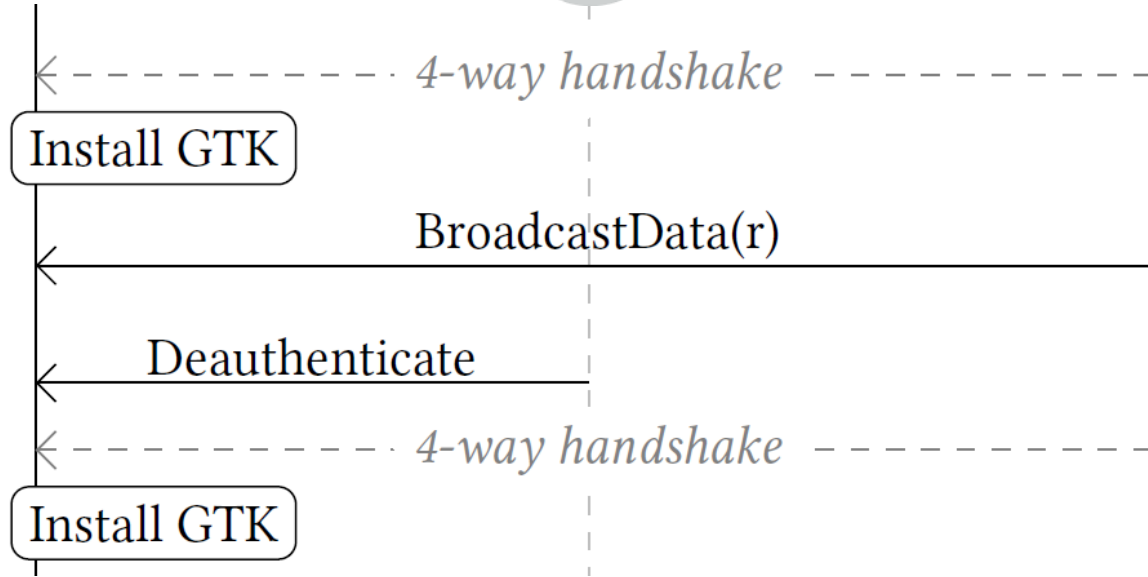 4-way handshake
Install GTK
BroadcastData(r)
Deauthenticate
4-way handshake
Install GTK